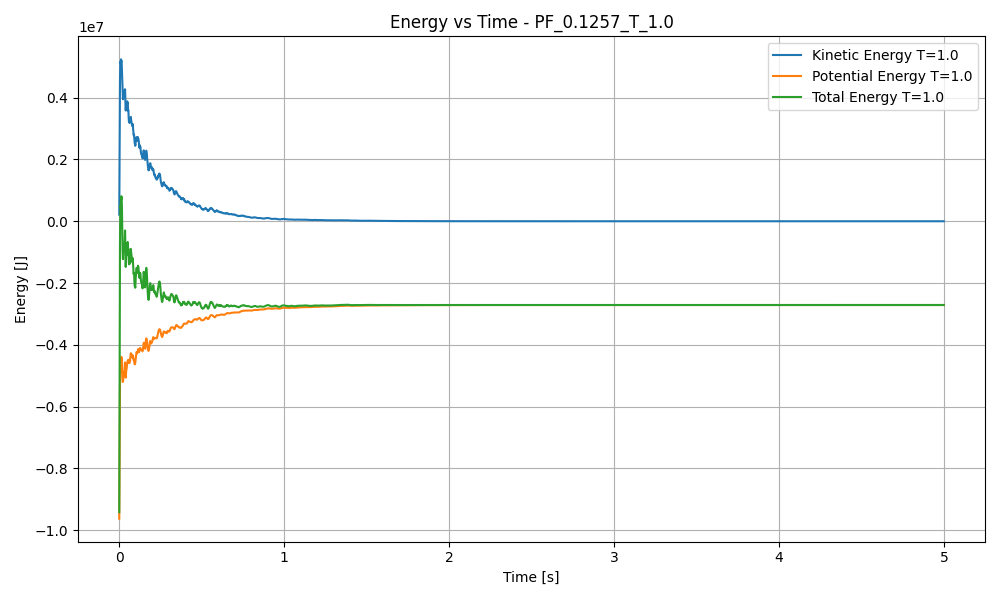 Energy vs Time - PF_0.1257_T_1.0
1e7
Kinetic Energy T=1.0
Potential Energy T=1.0
Total Energy T=1.0
Energy [J]
0.4
0.2
0.0
−0.2
−0.4
−0.6
−0.8
−1.0
0 1 2 3 4 5
Time [s]